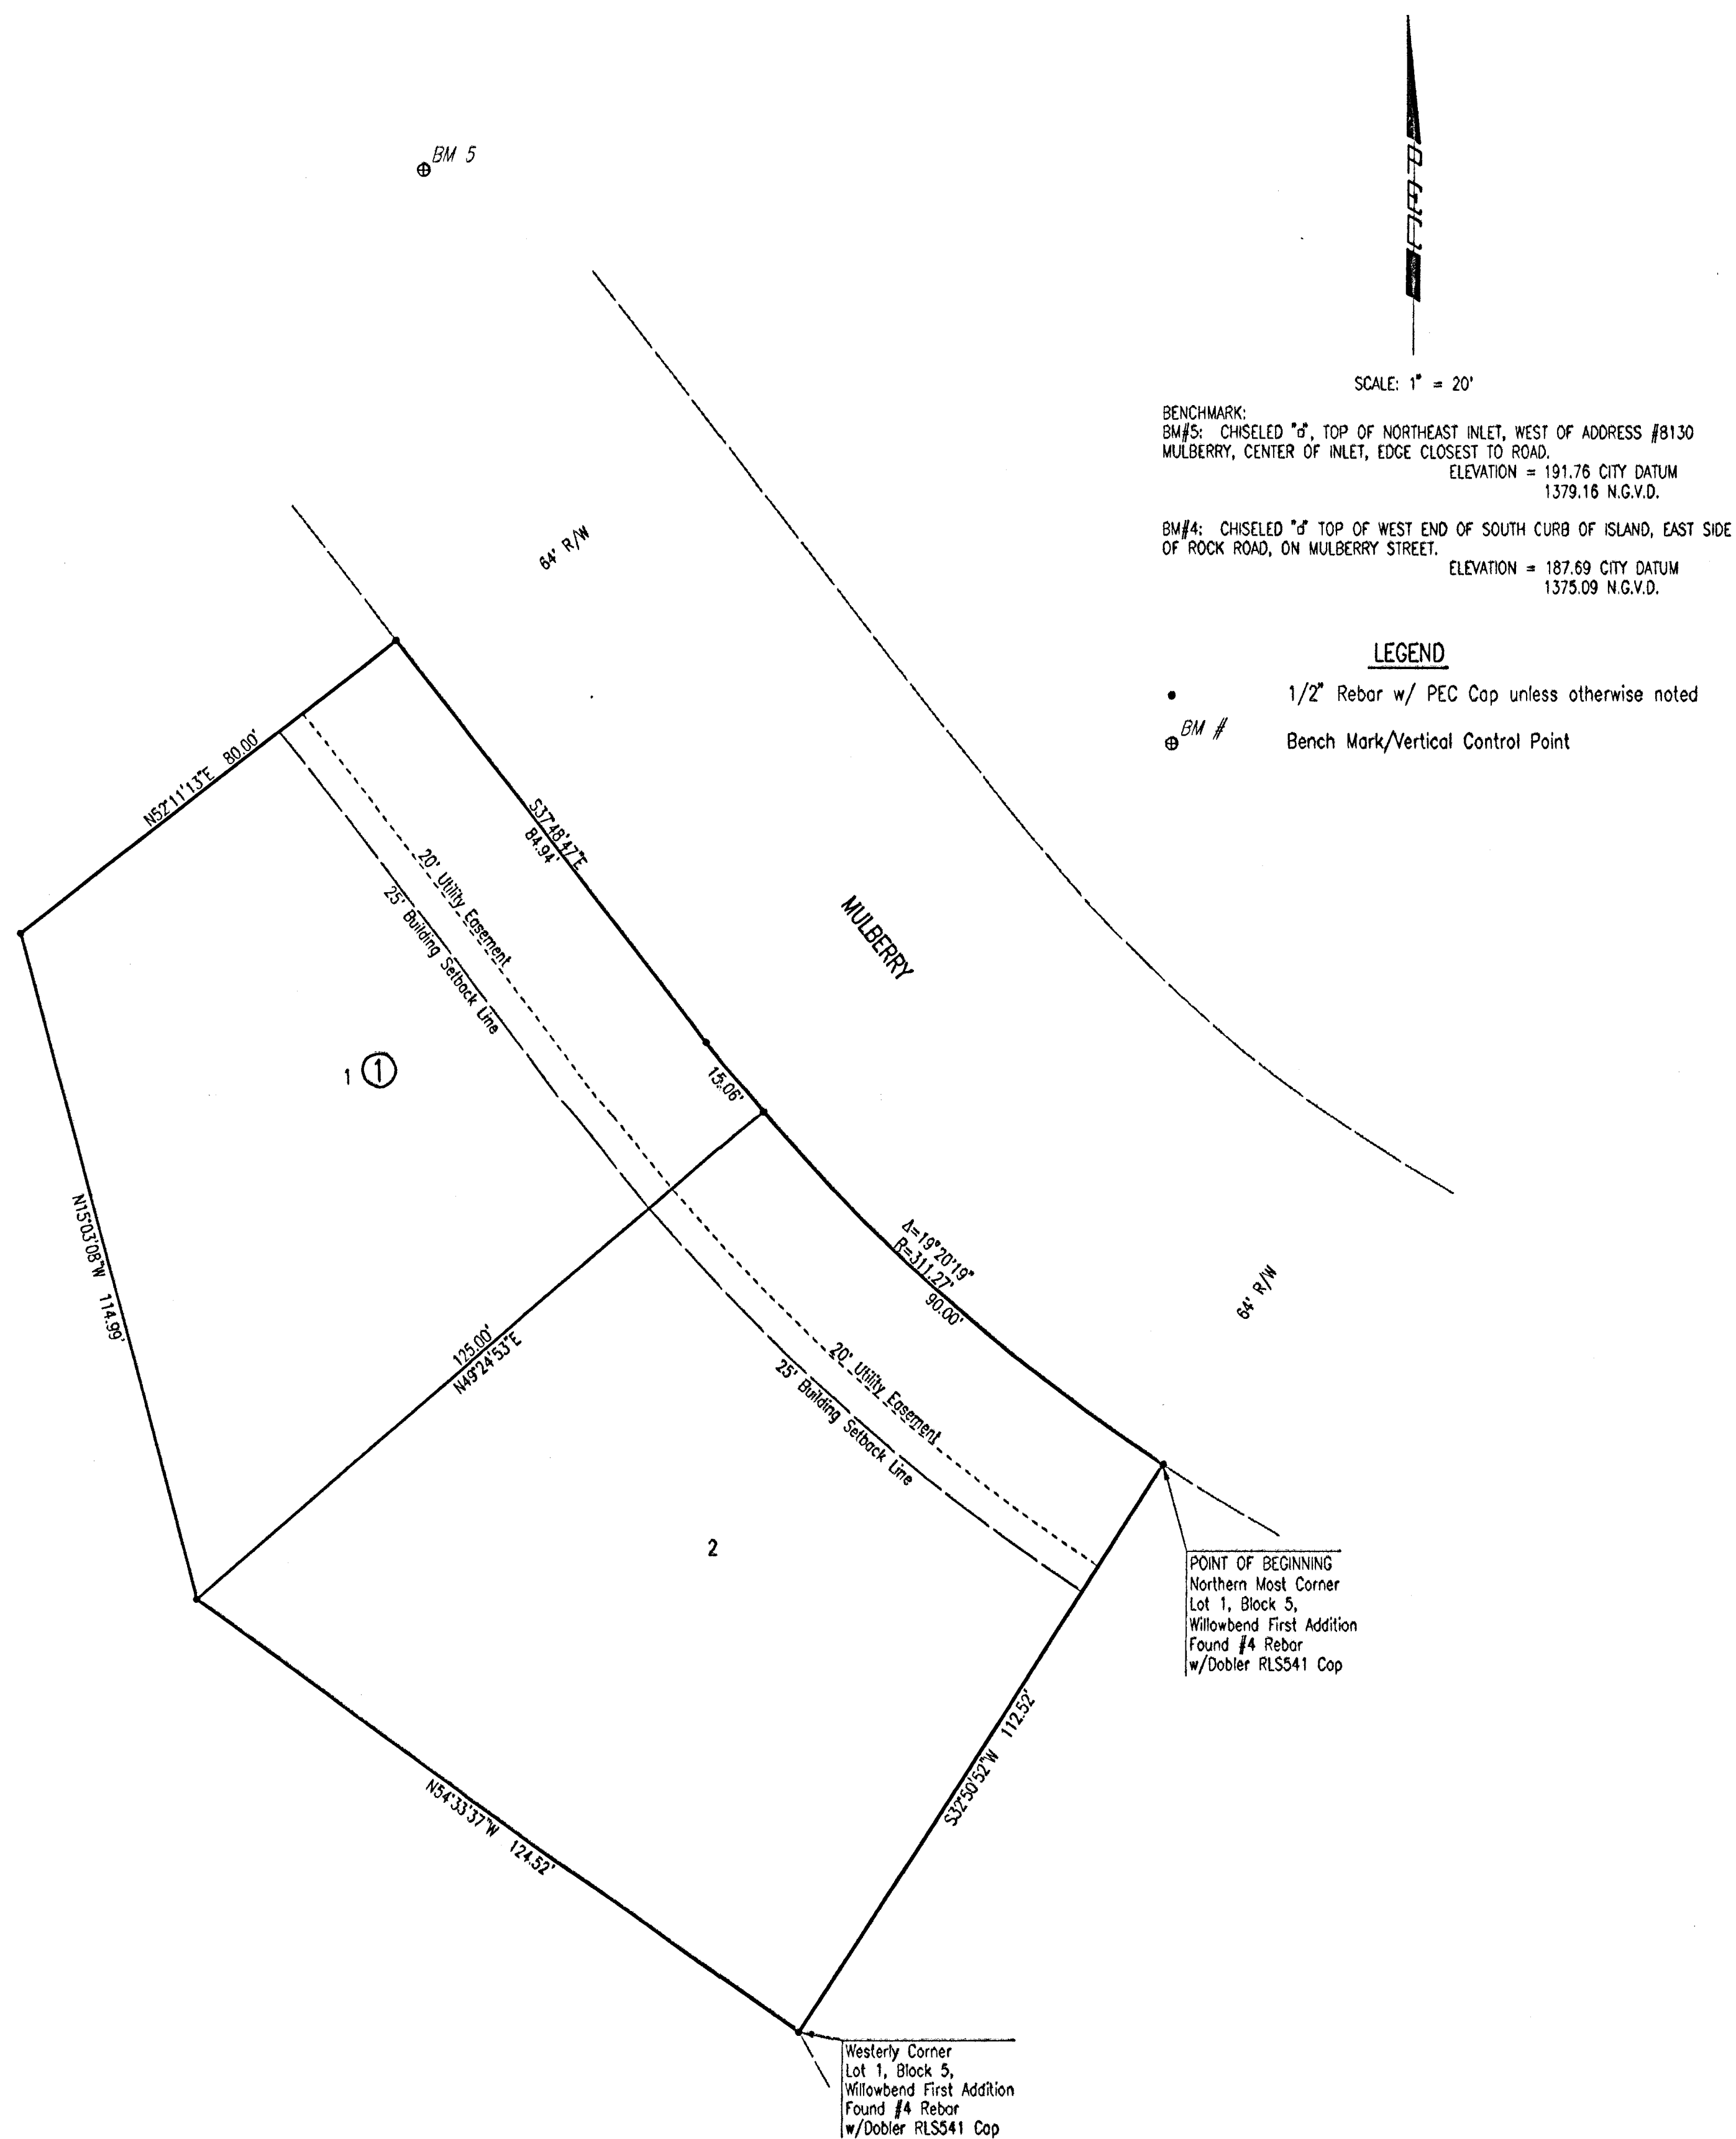 BM 5
SCALE: 1" = 20'
BENCHMARK:
BM#5: CHISELED "□", TOP OF NORTHEAST INLET, WEST OF ADDRESS #8130
MULBERRY, CENTER OF INLET, EDGE CLOSEST TO ROAD.
ELEVATION = 191.76 CITY DATUM
1379.16 N.G.V.D.
BM#4: CHISELED "□" TOP OF WEST END OF SOUTH CURB OF ISLAND, EAST SIDE
OF ROCK ROAD, ON MULBERRY STREET.
ELEVATION = 187.69 CITY DATUM
1375.09 N.G.V.D.
LEGEND
1/2" Rebar w/ PEC Cap unless otherwise noted
BM #
Bench Mark/Vertical Control Point
64' R/W
N52°11'13"E 80.00'
S37°48'47"E
84.94'
20' Utility Easement
25' Building Setback Line
MULBERRY
1 1
15.06'
N15°03'08"W 114.99'
125.00'
N49°24'53"E
Δ=19°20'19"
R=311.27'
90.00'
64' R/W
20' Utility Easement
25' Building Setback Line
2
POINT OF BEGINNING
Northern Most Corner
Lot 1, Block 5,
Willowbend First Addition
Found #4 Rebar
w/Dobler RLS541 Cap
S32°50'52"W 112.52'
N54°33'37"W 124.52'
Westerly Corner
Lot 1, Block 5,
Willowbend First Addition
Found #4 Rebar
w/Dobler RLS541 Cap